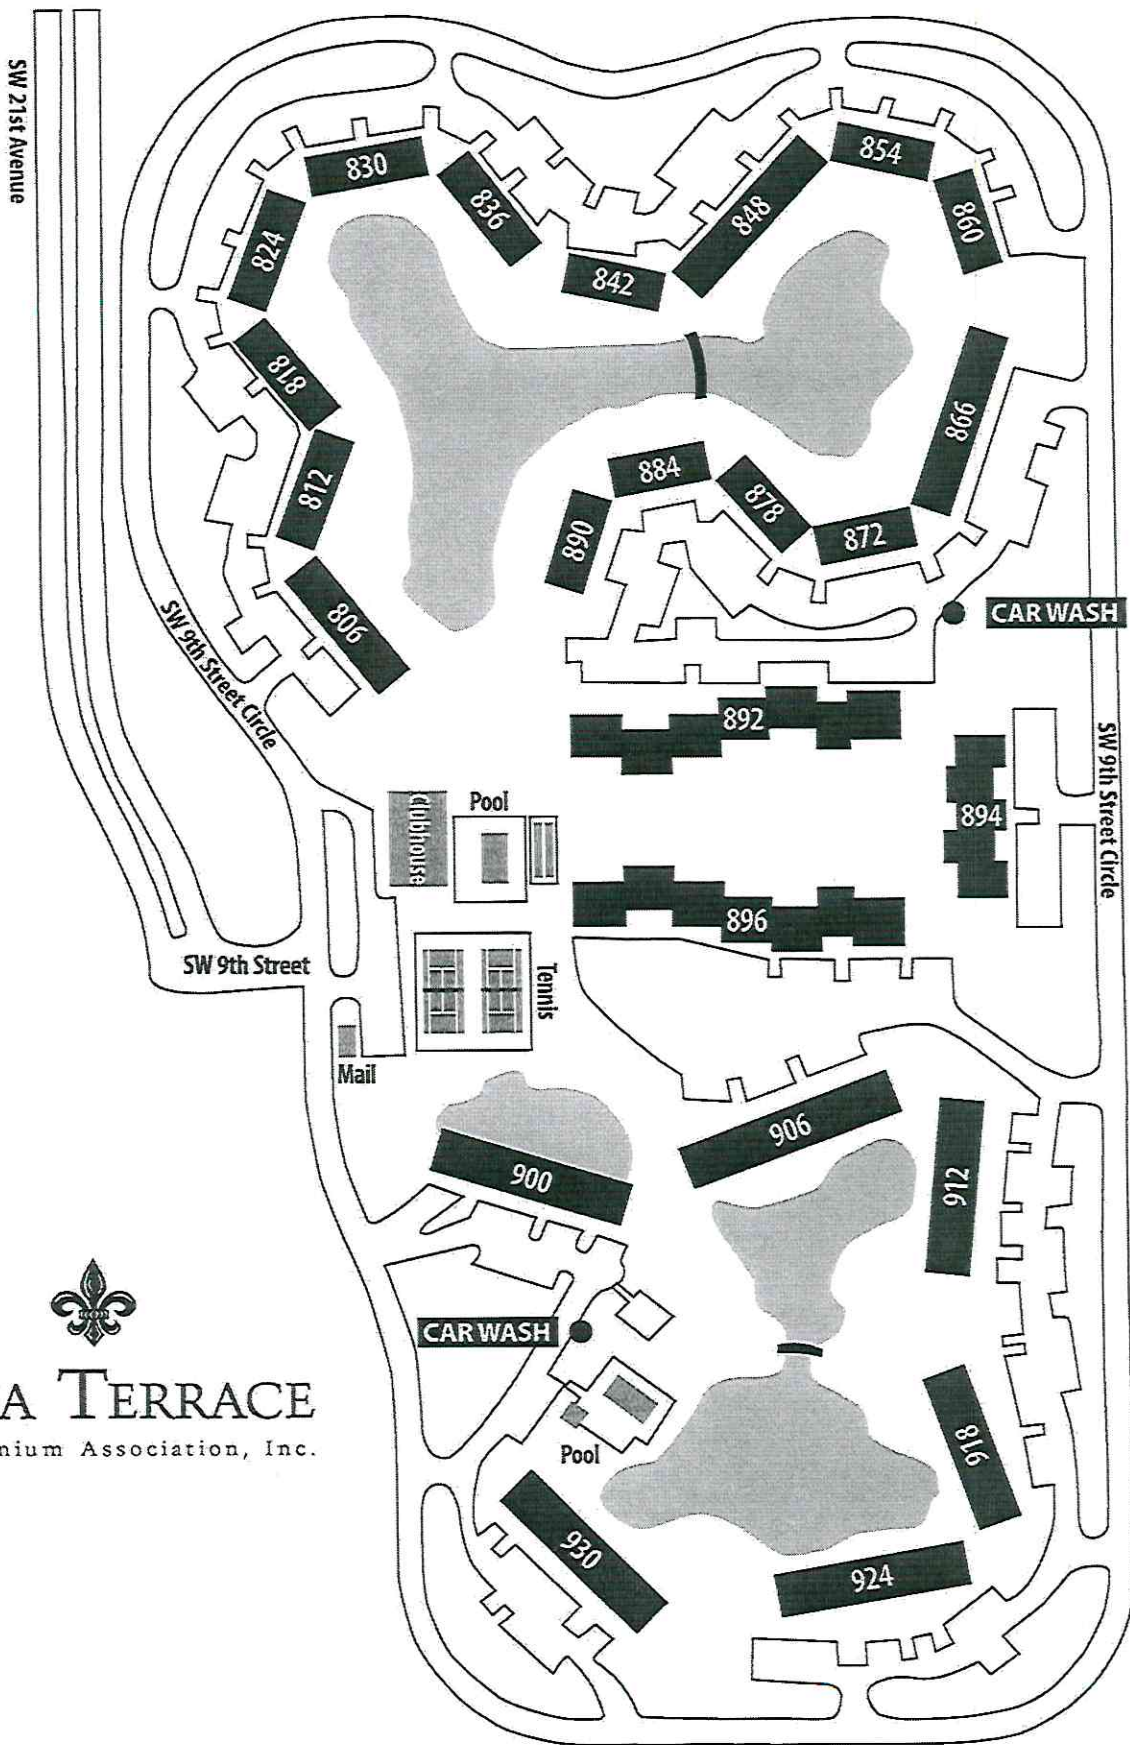 SW 21st Avenue
830
836
854
848
860
824
842
818
866
812
884
878
890
872
806
CAR WASH
SW 9th Street Circle
892
SW 9th Street Circle
Clubhouse
Pool
894
896
SW 9th Street
Tennis
Mail
906
900
912
CAR WASH
A TERRACE
nium Association, Inc.
Pool
918
930
924